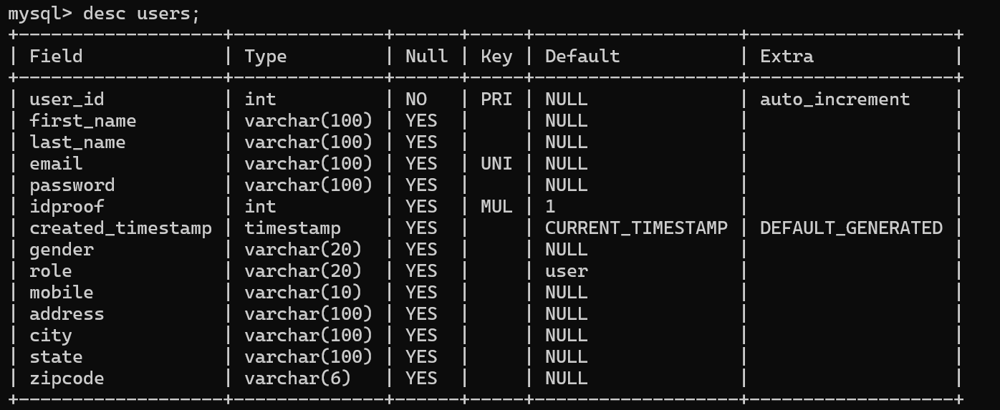 mysql> desc users;
+-------------------+--------------+------+-----+-------------------+-------------------+
| Field             | Type         | Null | Key | Default           | Extra             |
+-------------------+--------------+------+-----+-------------------+-------------------+
| user_id           | int          | NO   | PRI | NULL              | auto_increment    |
| first_name        | varchar(100) | YES  |     | NULL              |                   |
| last_name         | varchar(100) | YES  |     | NULL              |                   |
| email             | varchar(100) | YES  | UNI | NULL              |                   |
| password          | varchar(100) | YES  |     | NULL              |                   |
| idproof           | int          | YES  | MUL | 1                 |                   |
| created_timestamp | timestamp    | YES  |     | CURRENT_TIMESTAMP | DEFAULT_GENERATED |
| gender            | varchar(20)  | YES  |     | NULL              |                   |
| role              | varchar(20)  | YES  |     | user              |                   |
| mobile            | varchar(10)  | YES  |     | NULL              |                   |
| address           | varchar(100) | YES  |     | NULL              |                   |
| city              | varchar(100) | YES  |     | NULL              |                   |
| state             | varchar(100) | YES  |     | NULL              |                   |
| zipcode           | varchar(6)   | YES  |     | NULL              |                   |
+-------------------+--------------+------+-----+-------------------+-------------------+